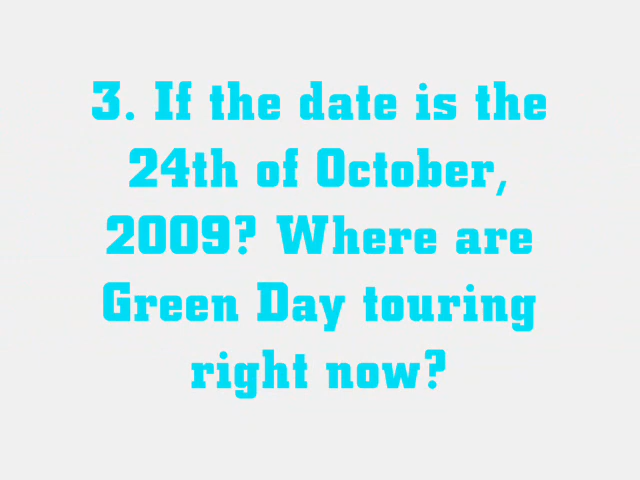 3. If the date is the
24th of October,
2009? Where are
Green Day touring
right now?